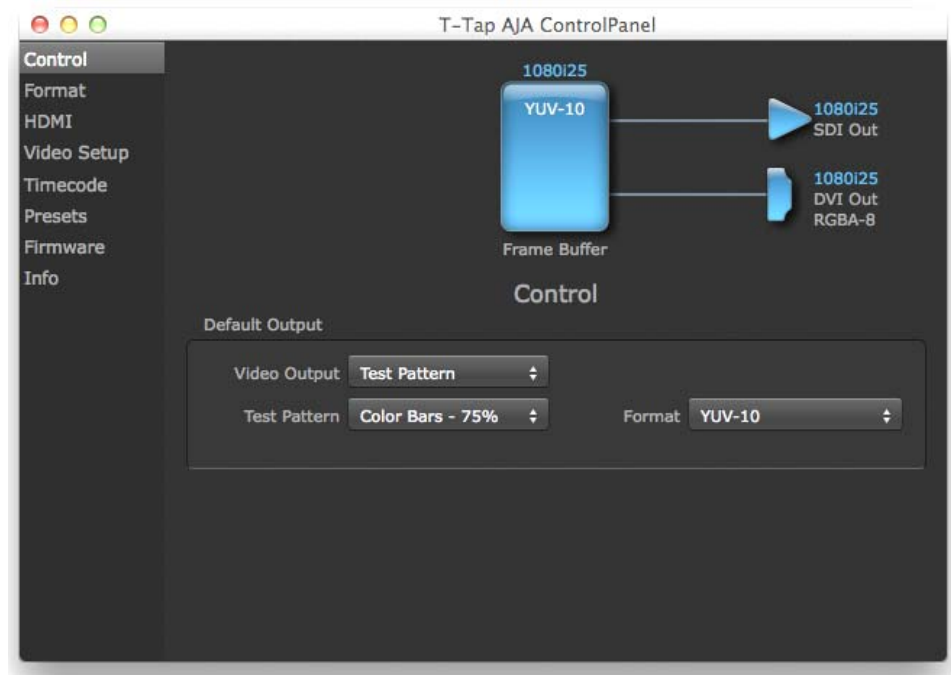 T-Tap AJA ControlPanel
Control
Format
HDMI
Video Setup
Timecode
Presets
Firmware
Info
1080i25
YUV-10
Frame Buffer
1080i25
SDI Out
1080i25
DVI Out
RGBA-8
Control
Default Output
Video Output Test Pattern
Test Pattern Color Bars - 75% Format YUV-10